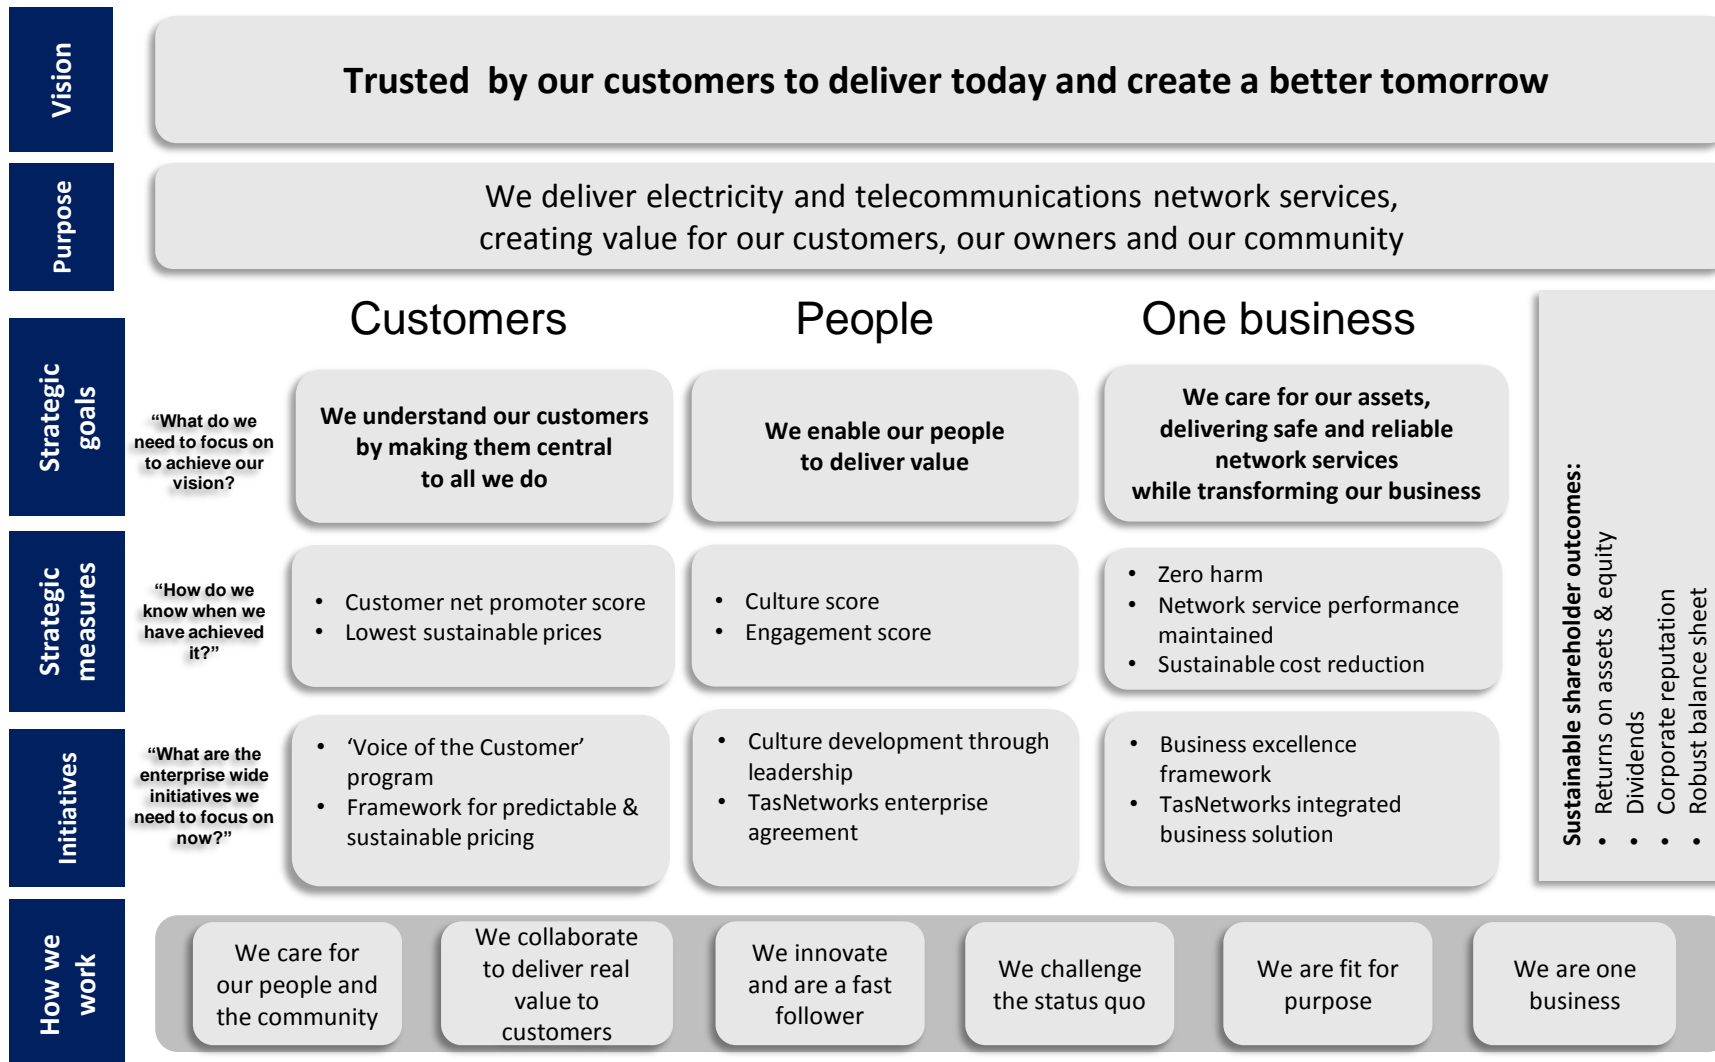 Vision
Trusted by our customers to deliver today and create a better tomorrow
Purpose
We deliver electricity and telecommunications network services,
creating value for our customers, our owners and our community
Customers
People
One business
Strategic
goals
“What do we
need to focus on
to achieve our
vision?
We understand our customers
by making them central
to all we do
We enable our people
to deliver value
We care for our assets,
delivering safe and reliable
network services
while transforming our business
Strategic
measures
“How do we
know when we
have achieved
it?”
• Customer net promoter score
• Lowest sustainable prices
• Culture score
• Engagement score
• Zero harm
• Network service performance
maintained
• Sustainable cost reduction
Initiatives
“What are the
enterprise wide
initiatives we
need to focus on
now?”
• ‘Voice of the Customer’
program
• Framework for predictable &
sustainable pricing
• Culture development through
leadership
• TasNetworks enterprise
agreement
• Business excellence
framework
• TasNetworks integrated
business solution
Sustainable shareholder outcomes:
• Returns on assets & equity
• Dividends
• Corporate reputation
• Robust balance sheet
How we
work
We care for
our people and
the community
We collaborate
to deliver real
value to
customers
We innovate
and are a fast
follower
We challenge
the status quo
We are fit for
purpose
We are one
business